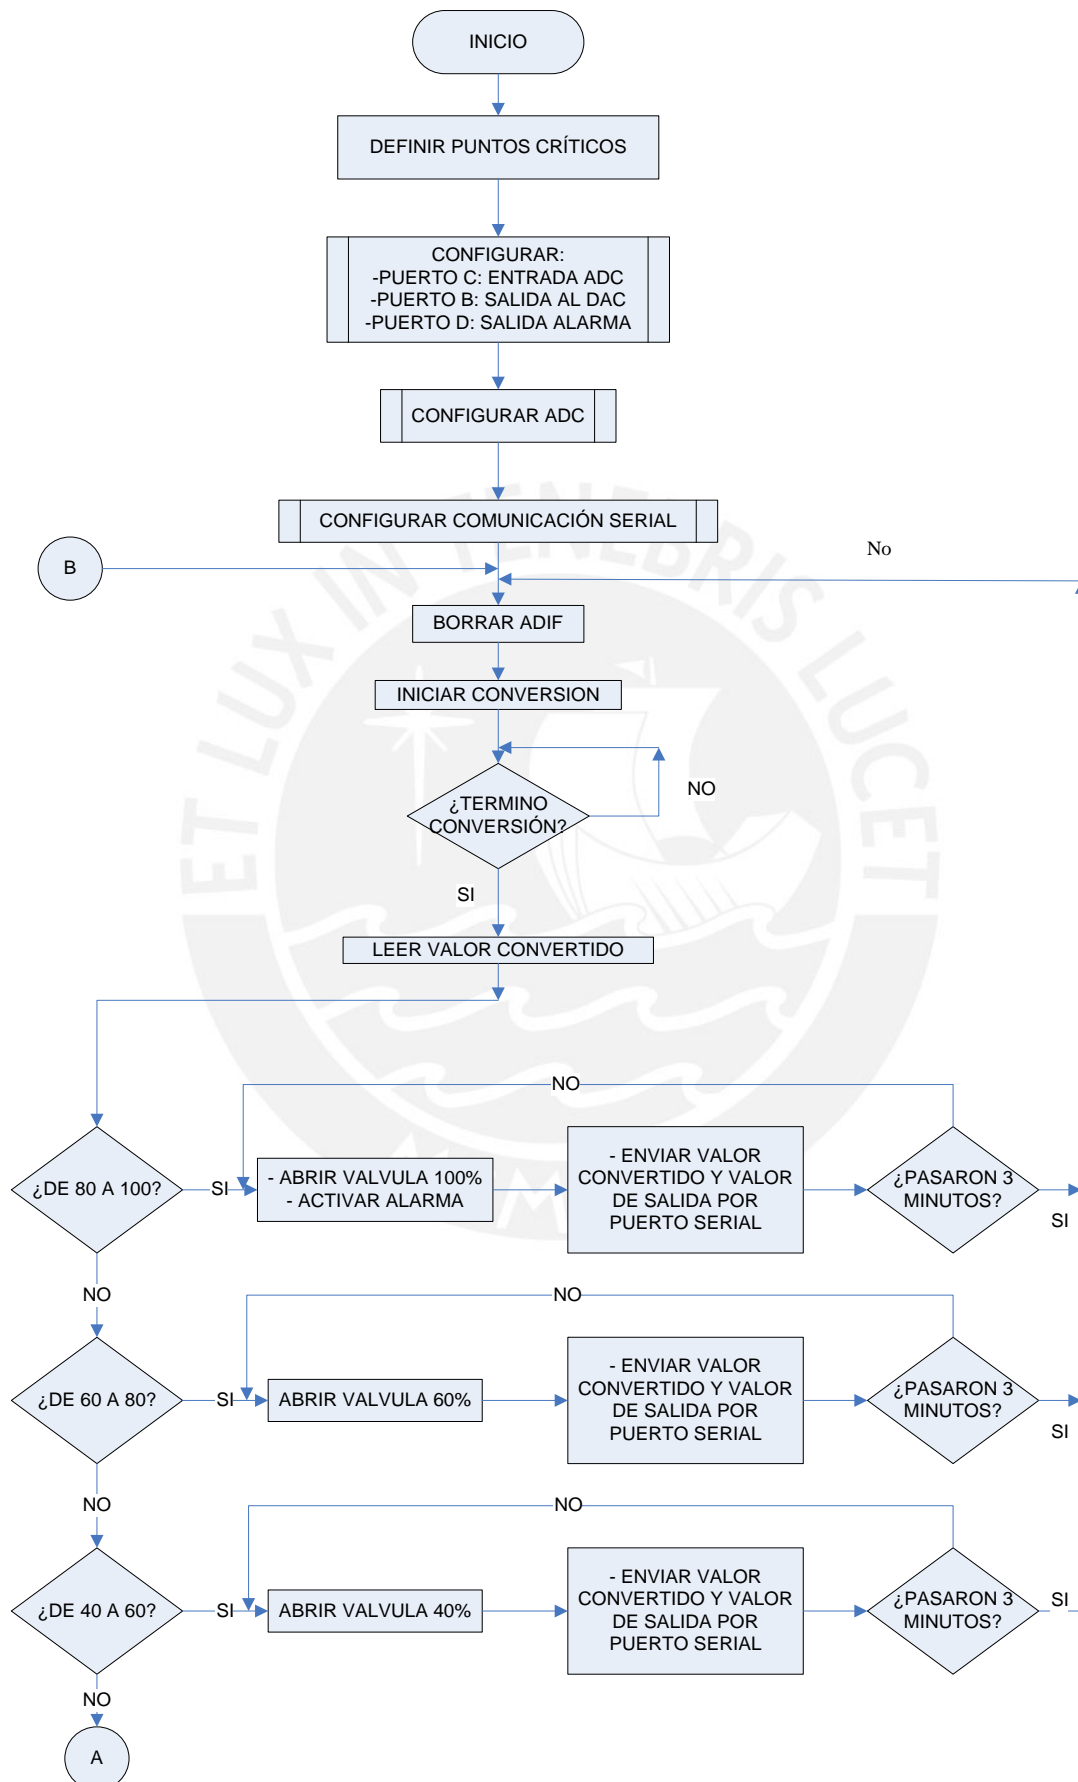 INICIO
DEFINIR PUNTOS CRÍTICOS
CONFIGURAR:
-PUERTO C: ENTRADA ADC
-PUERTO B: SALIDA AL DAC
-PUERTO D: SALIDA ALARMA
CONFIGURAR ADC
CONFIGURAR COMUNICACIÓN SERIAL
No
B
BORRAR ADIF
INICIAR CONVERSION
¿TERMINO
CONVERSIÓN?
NO
SI
LEER VALOR CONVERTIDO
NO
¿DE 80 A 100?
SI
- ABRIR VALVULA 100%
- ACTIVAR ALARMA
- ENVIAR VALOR
CONVERTIDO Y VALOR
DE SALIDA POR
PUERTO SERIAL
¿PASARON 3
MINUTOS?
SI
NO
NO
¿DE 60 A 80?
SI
ABRIR VALVULA 60%
- ENVIAR VALOR
CONVERTIDO Y VALOR
DE SALIDA POR
PUERTO SERIAL
¿PASARON 3
MINUTOS?
SI
NO
NO
¿DE 40 A 60?
SI
ABRIR VALVULA 40%
- ENVIAR VALOR
CONVERTIDO Y VALOR
DE SALIDA POR
PUERTO SERIAL
¿PASARON 3
MINUTOS?
SI
NO
A
ET LUX IN TENEBRIS LUCET